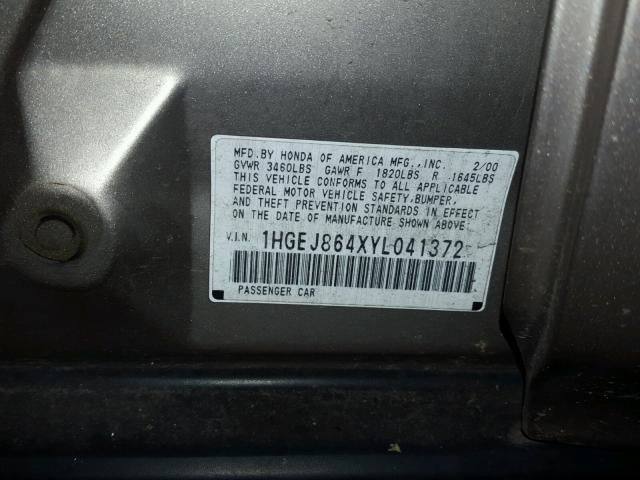 MFD. BY HONDA OF AMERICA MFG., INC. 2/00
GVWR 3460LBS GAWR F 1820LBS R 1645LBS
THIS VEHICLE CONFORMS TO ALL APPLICABLE
FEDERAL MOTOR VEHICLE SAFETY, BUMPER,
AND THEFT PREVENTION STANDARDS IN EFFECT
ON THE DATE OF MANUFACTURE SHOWN ABOVE.
V.I.N. 1HGEJ864XYL041372
PASSENGER CAR